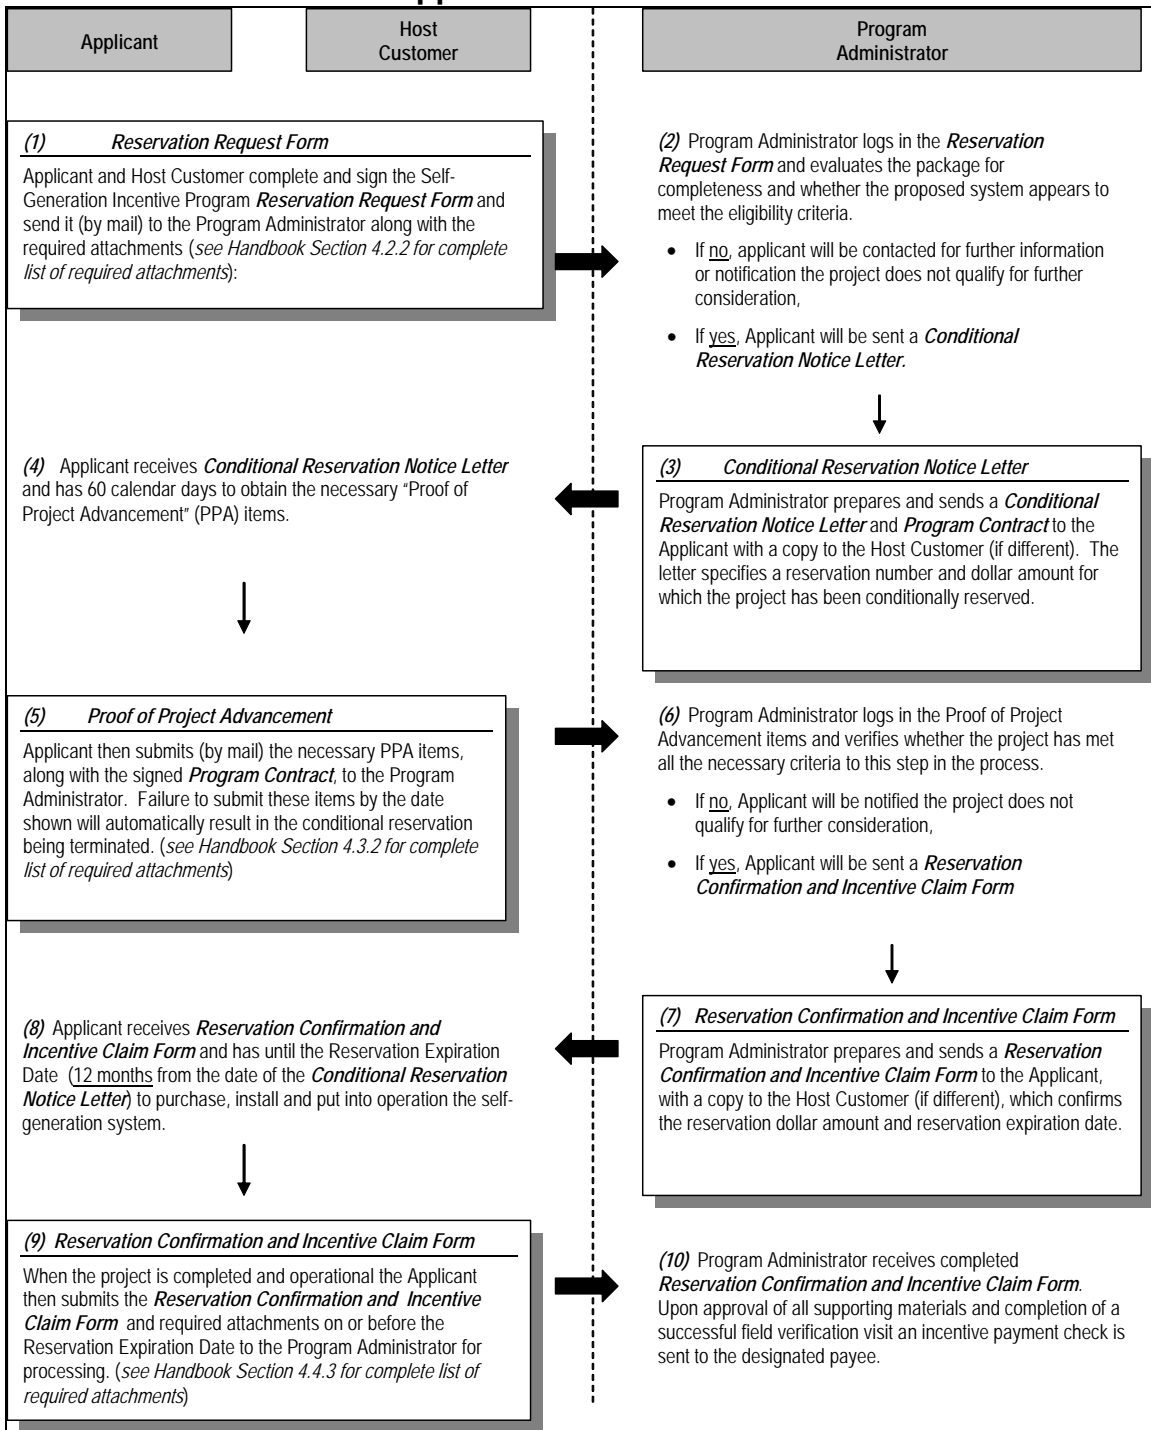 Applicant
Host
Customer
Program
Administrator
(1) Reservation Request Form
Applicant and Host Customer complete and sign the Self-
Generation Incentive Program Reservation Request Form and
send it (by mail) to the Program Administrator along with the
required attachments (see Handbook Section 4.2.2 for complete
list of required attachments):
(2) Program Administrator logs in the Reservation
Request Form and evaluates the package for
completeness and whether the proposed system appears to
meet the eligibility criteria.
• If no, applicant will be contacted for further information
or notification the project does not qualify for further
consideration,
• If yes, Applicant will be sent a Conditional
Reservation Notice Letter.
(3) Conditional Reservation Notice Letter
Program Administrator prepares and sends a Conditional
Reservation Notice Letter and Program Contract to the
Applicant with a copy to the Host Customer (if different). The
letter specifies a reservation number and dollar amount for
which the project has been conditionally reserved.
(4) Applicant receives Conditional Reservation Notice Letter
and has 60 calendar days to obtain the necessary "Proof of
Project Advancement" (PPA) items.
(5) Proof of Project Advancement
Applicant then submits (by mail) the necessary PPA items,
along with the signed Program Contract, to the Program
Administrator. Failure to submit these items by the date
shown will automatically result in the conditional reservation
being terminated. (see Handbook Section 4.3.2 for complete
list of required attachments)
(6) Program Administrator logs in the Proof of Project
Advancement items and verifies whether the project has met
all the necessary criteria to this step in the process.
• If no, Applicant will be notified the project does not
qualify for further consideration,
• If yes, Applicant will be sent a Reservation
Confirmation and Incentive Claim Form
(7) Reservation Confirmation and Incentive Claim Form
Program Administrator prepares and sends a Reservation
Confirmation and Incentive Claim Form to the Applicant,
with a copy to the Host Customer (if different), which confirms
the reservation dollar amount and reservation expiration date.
(8) Applicant receives Reservation Confirmation and
Incentive Claim Form and has until the Reservation Expiration
Date (12 months from the date of the Conditional Reservation
Notice Letter) to purchase, install and put into operation the self-
generation system.
(9) Reservation Confirmation and Incentive Claim Form
When the project is completed and operational the Applicant
then submits the Reservation Confirmation and Incentive
Claim Form and required attachments on or before the
Reservation Expiration Date to the Program Administrator for
processing. (see Handbook Section 4.4.3 for complete list of
required attachments)
(10) Program Administrator receives completed
Reservation Confirmation and Incentive Claim Form.
Upon approval of all supporting materials and completion of a
successful field verification visit an incentive payment check is
sent to the designated payee.